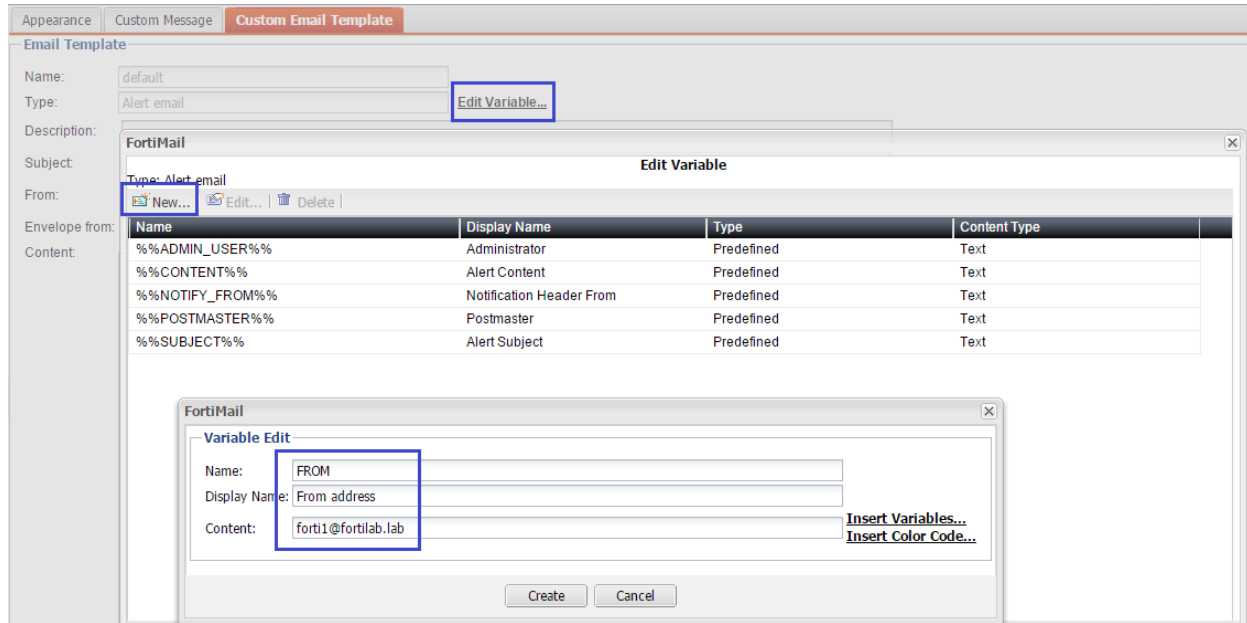 Appearance Custom Message Custom Email Template
Email Template
Name: default
Type: Alert email Edit Variable...
Description:
FortiMail
Subject: Edit Variable
Type: Alert email
From: New... Edit... | Delete |
Envelope from: Name Display Name Type Content Type
Content: %%ADMIN_USER%% Administrator Predefined Text
%%CONTENT%% Alert Content Predefined Text
%%NOTIFY_FROM%% Notification Header From Predefined Text
%%POSTMASTER%% Postmaster Predefined Text
%%SUBJECT%% Alert Subject Predefined Text
FortiMail
Variable Edit
Name: FROM
Display Name: From address
Content: forti1@fortilab.lab Insert Variables...
Insert Color Code...
Create Cancel